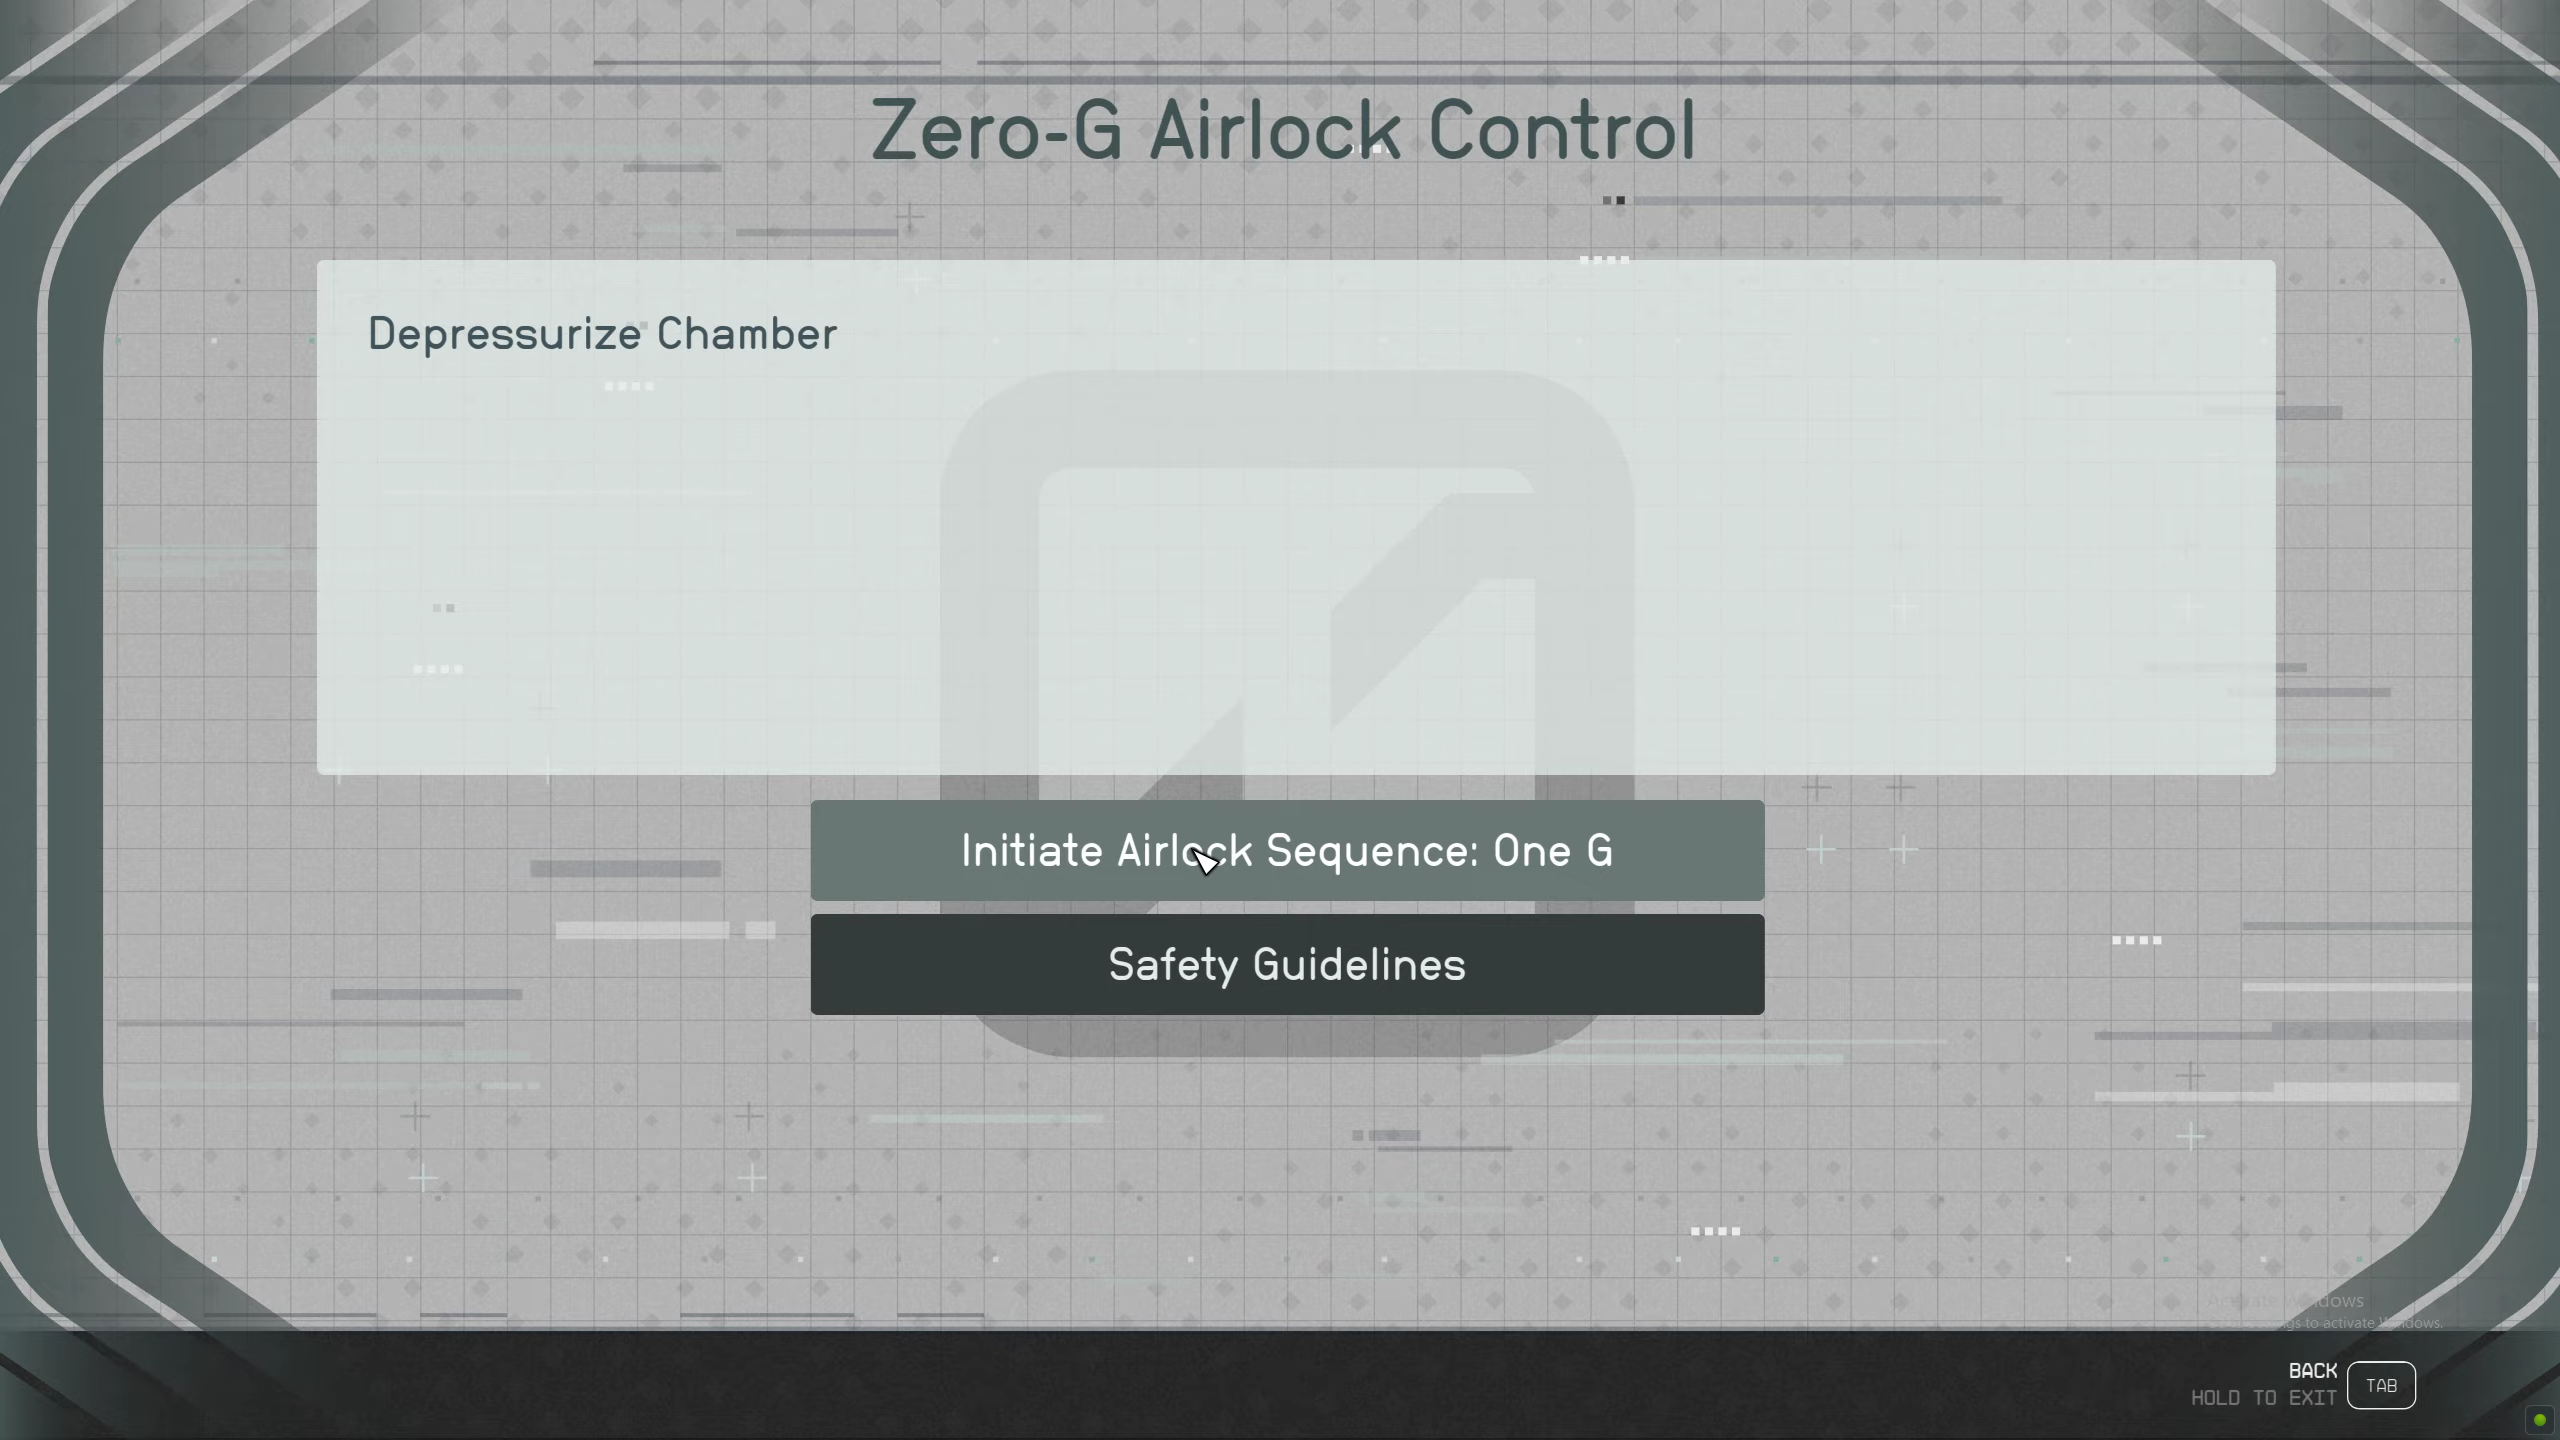 Zero-G Airlock Control
Depressurize Chamber
Initiate Airlock Sequence: One G
Safety Guidelines
BACK
HOLD TO EXIT
TAB